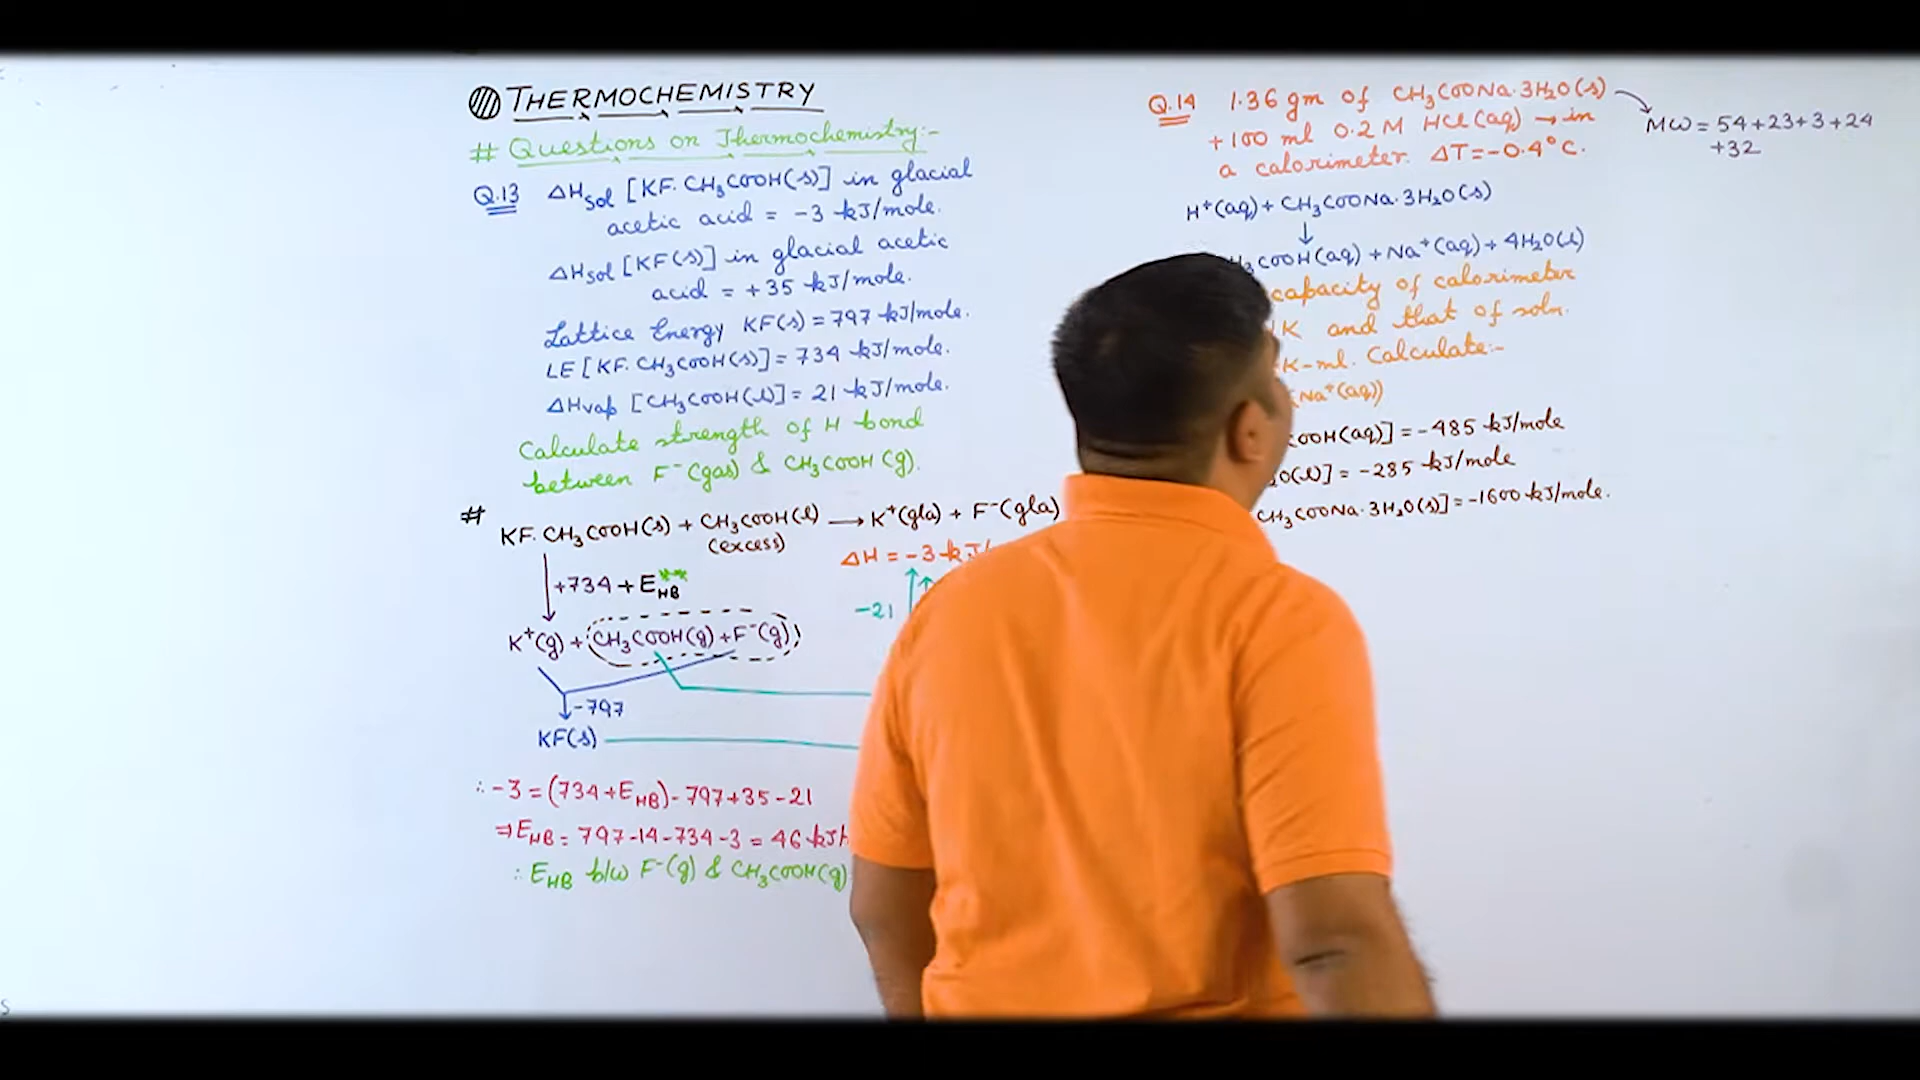 THERMOCHEMISTRY
# Questions on Thermochemistry:-
Q.13 ΔHsol [KF.CH₃COOH(s)] in glacial
acetic acid = -3 kJ/mole.
ΔHsol [KF(s)] in glacial acetic
acid = +35 kJ/mole.
Lattice Energy KF(s) = 797 kJ/mole.
LE [KF.CH₃COOH(s)] = 734 kJ/mole.
ΔHvap [CH₃COOH(l)] = 21 kJ/mole.
Calculate strength of H bond
between F⁻(gas) & CH₃COOH(g).
# KF.CH₃COOH(s) + CH₃COOH(l) → K⁺(gla) + F⁻(gla)
(excess)
ΔH = -3 kJ/
↓ +734 + E_HB**
-21
K⁺(g) + (CH₃COOH(g) + F⁻(g))
↓ -797
KF(s)
∴ -3 = (734+E_HB) - 797 + 35 - 21
⇒ E_HB = 797-14-734-3 = 46 kJ/
∴ E_HB b/w F⁻(g) & CH₃COOH(g)
Q.14 1.36 gm of CH₃COONa.3H₂O(s)
+ 100 ml 0.2 M HCl(aq) → in
a calorimeter. ΔT = -0.4°C.
MW = 54+23+3+24
+32
H⁺(aq) + CH₃COONa.3H₂O(s)
↓
COOH(aq) + Na⁺(aq) + 4H₂O(l)
capacity of calorimeter
K and that of soln.
K-ml. Calculate:-
(Na⁺(aq))
COOH(aq)] = -485 kJ/mole
O(l)] = -285 kJ/mole
CH₃COONa.3H₂O(s)] = -1600 kJ/mole.